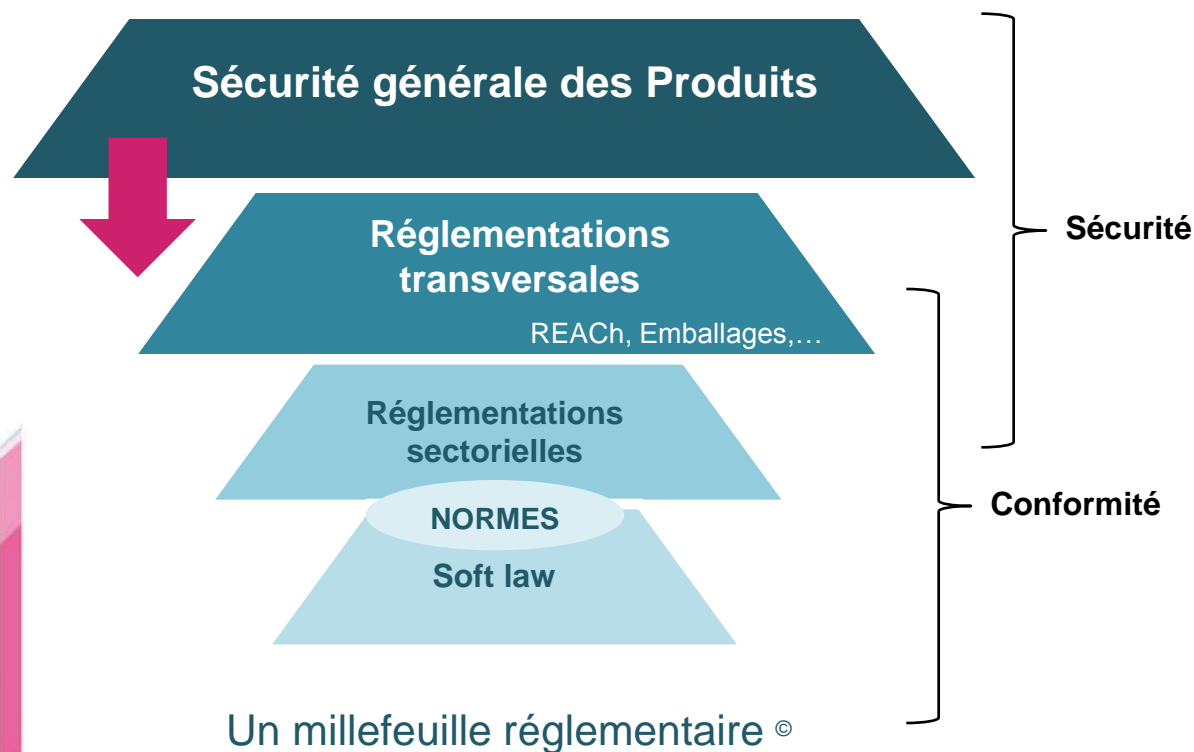 Sécurité générale des Produits
Sécurité
Réglementations
transversales
REACh, Emballages,…
Réglementations
sectorielles
Conformité
NORMES
Soft law
Un millefeuille réglementaire ©